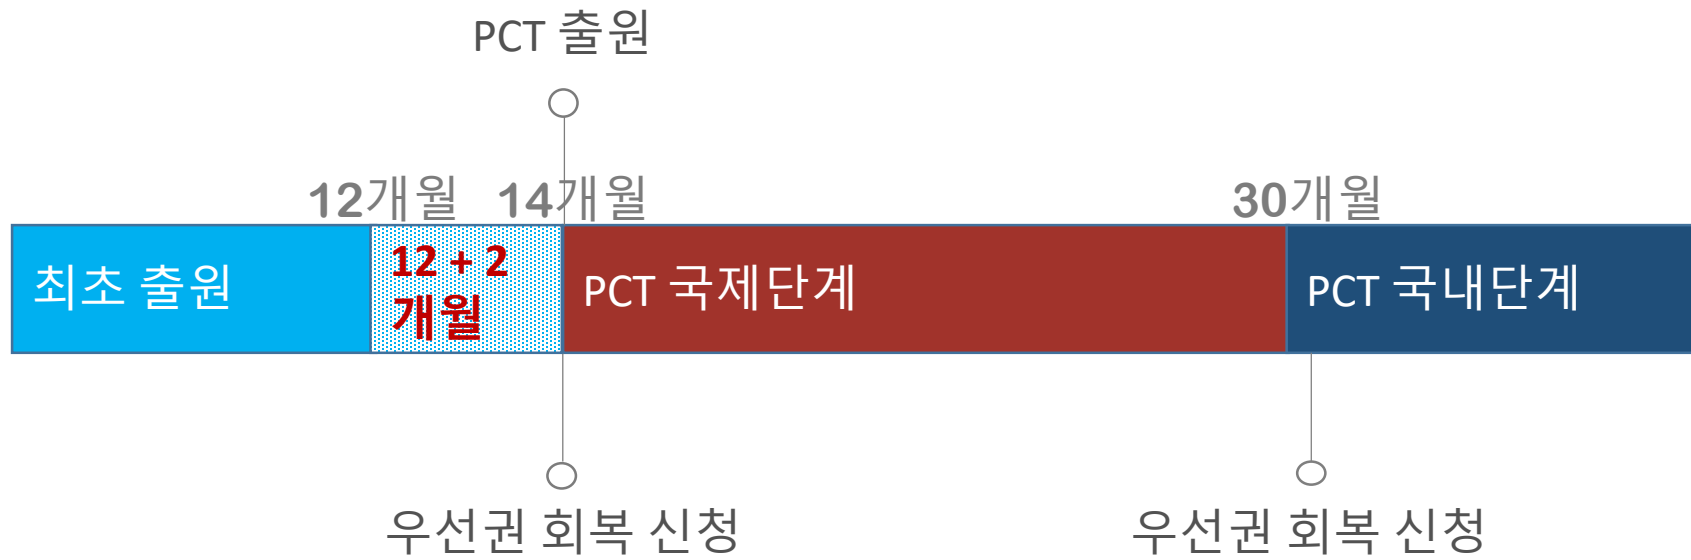 PCT 출원
12개월 14개월 30개월
최초 출원
12 + 2
개월
PCT 국제단계
PCT 국내단계
우선권 회복 신청
우선권 회복 신청